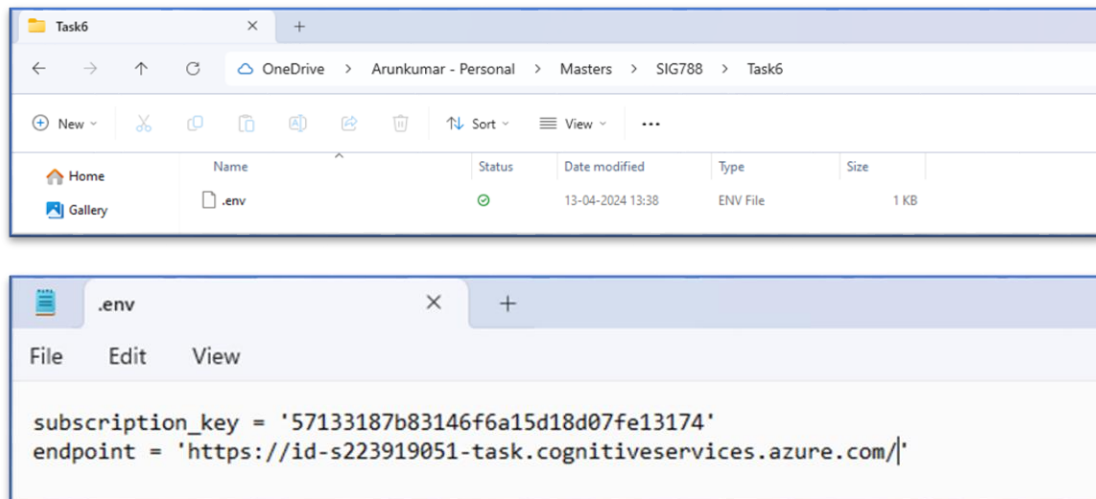 Task6
OneDrive > Arunkumar - Personal > Masters > SIG788 > Task6
New Sort View ...
Name Status Date modified Type Size
Home
.env 13-04-2024 13:38 ENV File 1 KB
Gallery
.env
File Edit View
subscription_key = '57133187b83146f6a15d18d07fe13174'
endpoint = 'https://id-s223919051-task.cognitiveservices.azure.com/'